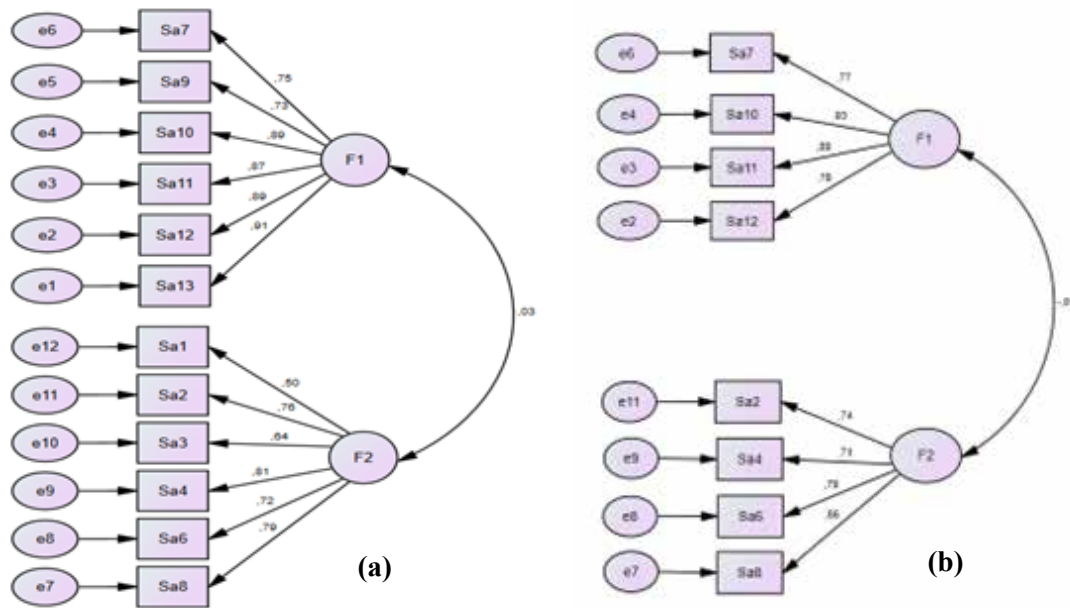 e6 Sa7 .75
e5 Sa9 .73
e4 Sa10 .89
e3 Sa11 .87
e2 Sa12 .89
e1 Sa13 .91
F1
.03
e12 Sa1 .50
e11 Sa2 .76
e10 Sa3 .64
e9 Sa4 .81
e8 Sa6 .72
e7 Sa8 .79
F2
(a)
e6 Sa7 .77
e4 Sa10
e3 Sa11
e2 Sa12
F1
e11 Sa2 .74
e9 Sa4
e8 Sa6
e7 Sa8
F2
(b)